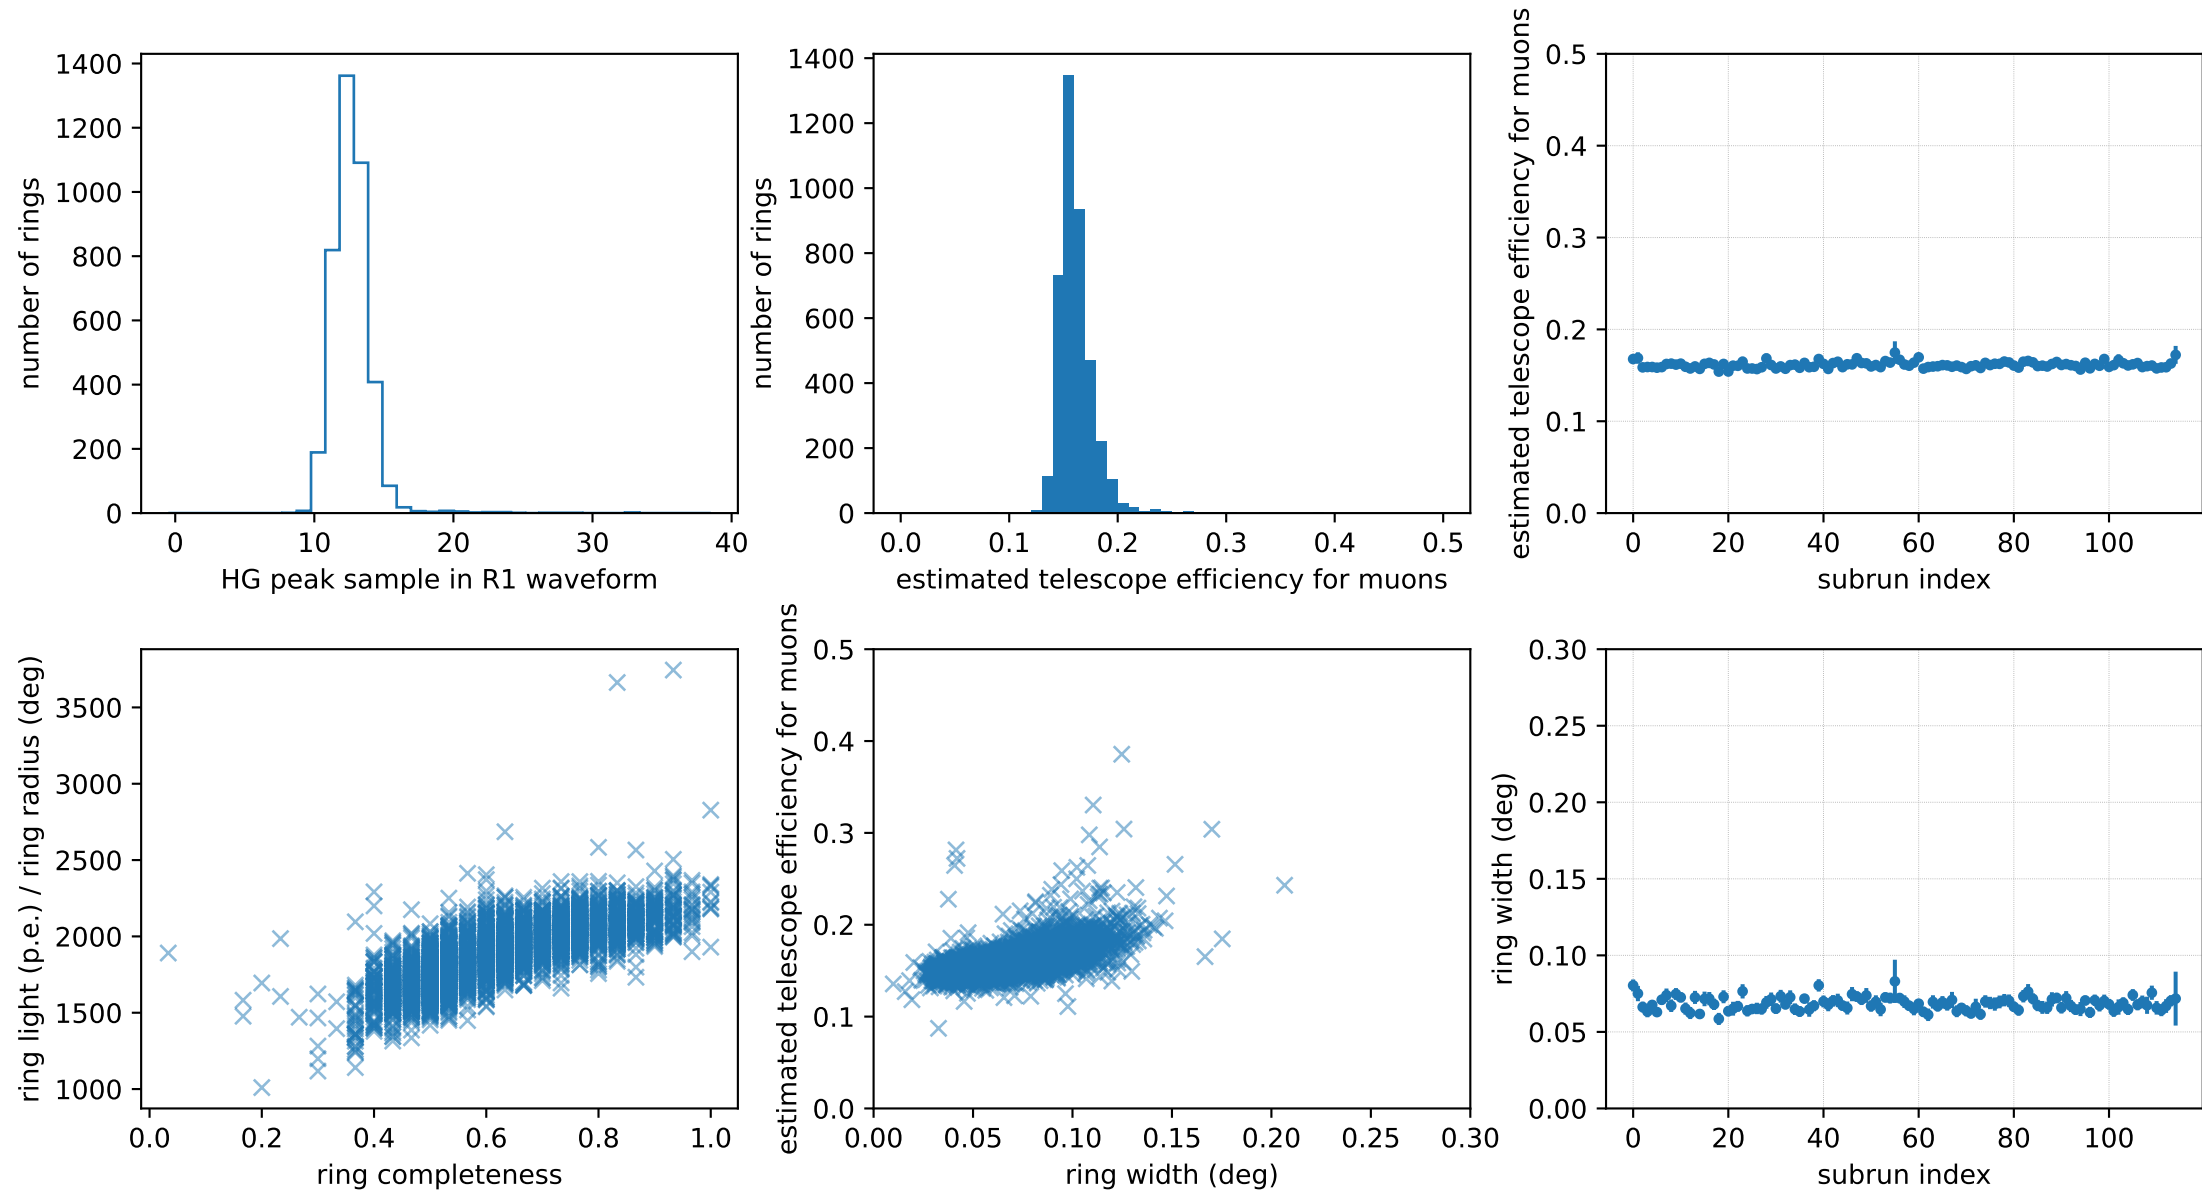 1400
1200
1000
800
600
400
200
0
number of rings
0 10 20 30 40
HG peak sample in R1 waveform
1400
1200
1000
800
600
400
200
0
number of rings
0.0 0.1 0.2 0.3 0.4 0.5
estimated telescope efficiency for muons
0.5
0.4
0.3
0.2
0.1
0.0
estimated telescope efficiency for muons
0 20 40 60 80 100
subrun index
3500
3000
2500
2000
1500
1000
ring light (p.e.) / ring radius (deg)
0.0 0.2 0.4 0.6 0.8 1.0
ring completeness
0.5
0.4
0.3
0.2
0.1
0.0
estimated telescope efficiency for muons
0.00 0.05 0.10 0.15 0.20 0.25 0.30
ring width (deg)
0.30
0.25
0.20
0.15
0.10
0.05
0.00
ring width (deg)
0 20 40 60 80 100
subrun index